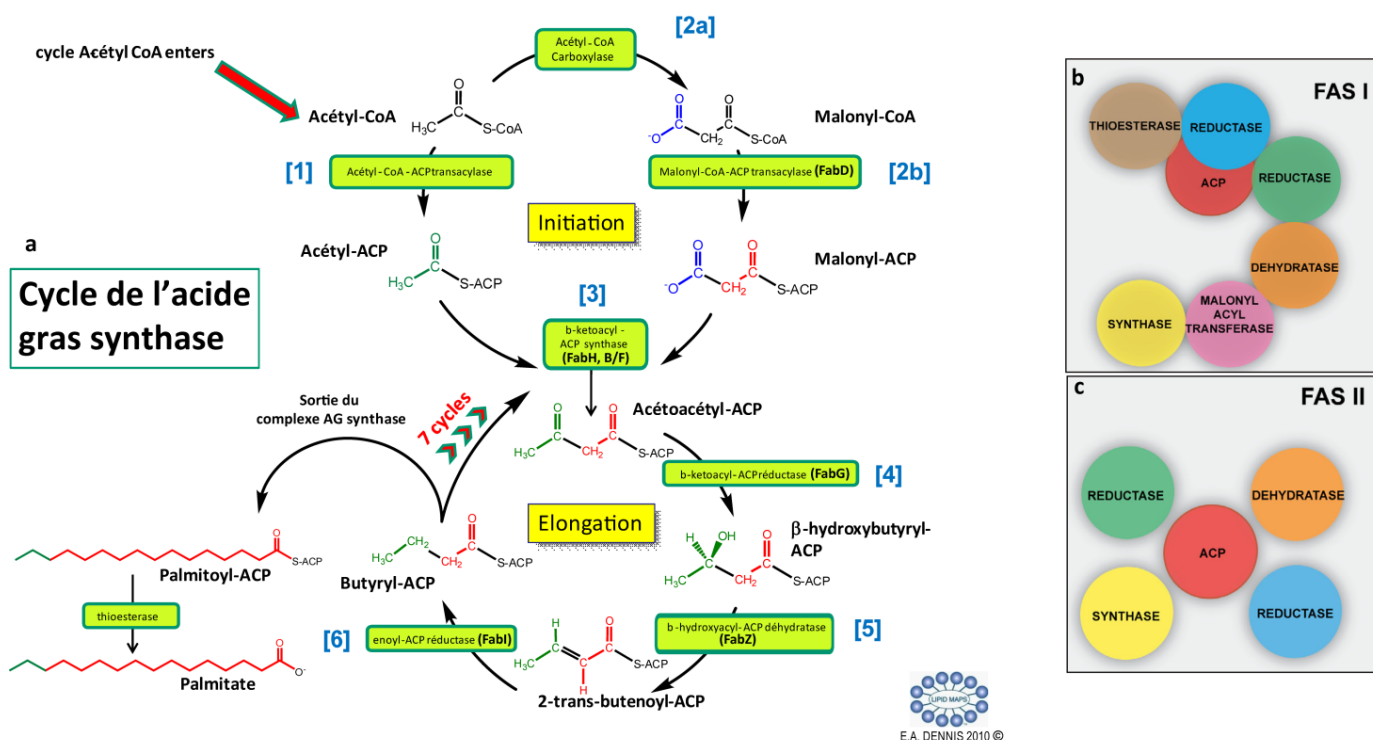 [2a]
cycle Acétyl CoA enters
Acétyl-CoA
Carboxylase
Acétyl-CoA
O
H₃C
S-CoA
O
O
⁻O
CH₂
S-CoA
Malonyl-CoA
[1]
Acétyl-CoA-ACPtransacylase
Malonyl-CoA-ACP transacylase (FabD)
[2b]
Initiation
a
Acétyl-ACP
O
H₃C
S-ACP
O
O
⁻O
CH₂
S-ACP
Malonyl-ACP
Cycle de l’acide
gras synthase
[3]
b-ketoacyl -
ACP synthase
(FabH, B/F)
Sortie du
complexe AG synthase
7 cycles
Acétoacétyl-ACP
O
O
H₃C
CH₂
S-ACP
b-ketoacyl-ACPréductase (FabG)
[4]
Elongation
β-hydroxybutyryl-
ACP
H
OH
O
H₃C
CH₂
S-ACP
O
H₃C
CH₂
CH₂
S-ACP
Butyryl-ACP
O
S-ACP
Palmitoyl-ACP
thioesterase
O
O⁻
Palmitate
[6]
enoyl-ACP réductase (FabI)
H
O
H₃C
H
S-ACP
2-trans-butenoyl-ACP
b-hydroxyacyl-ACP déhydratase
(FabZ)
[5]
LIPID MAPS
E.A. DENNIS 2010 ©
b
FAS I
THIOESTERASE
REDUCTASE
ACP
REDUCTASE
DEHYDRATASE
SYNTHASE
MALONYL
ACYL
TRANSFERASE
c
FAS II
REDUCTASE
DEHYDRATASE
ACP
SYNTHASE
REDUCTASE